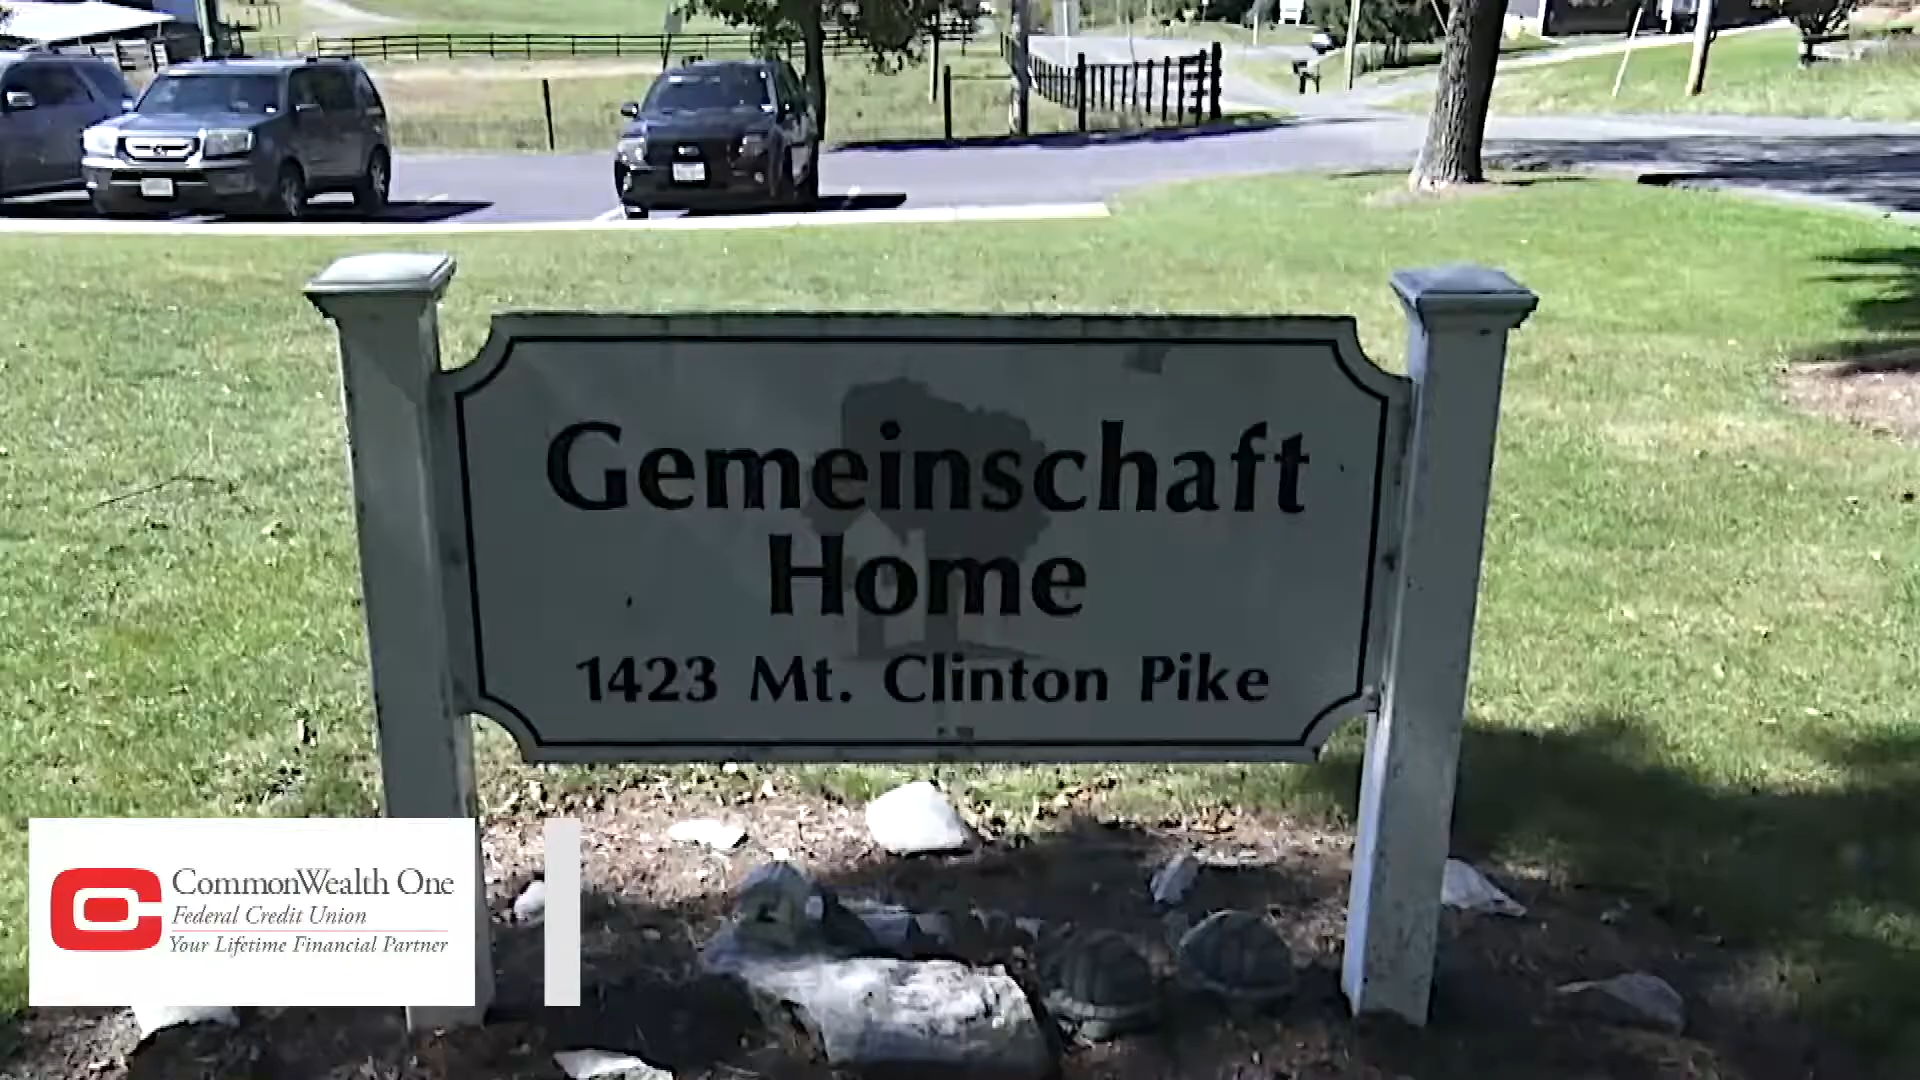 Gemeinschaft
Home
1423 Mt. Clinton Pike
CommonWealth One
Federal Credit Union
Your Lifetime Financial Partner